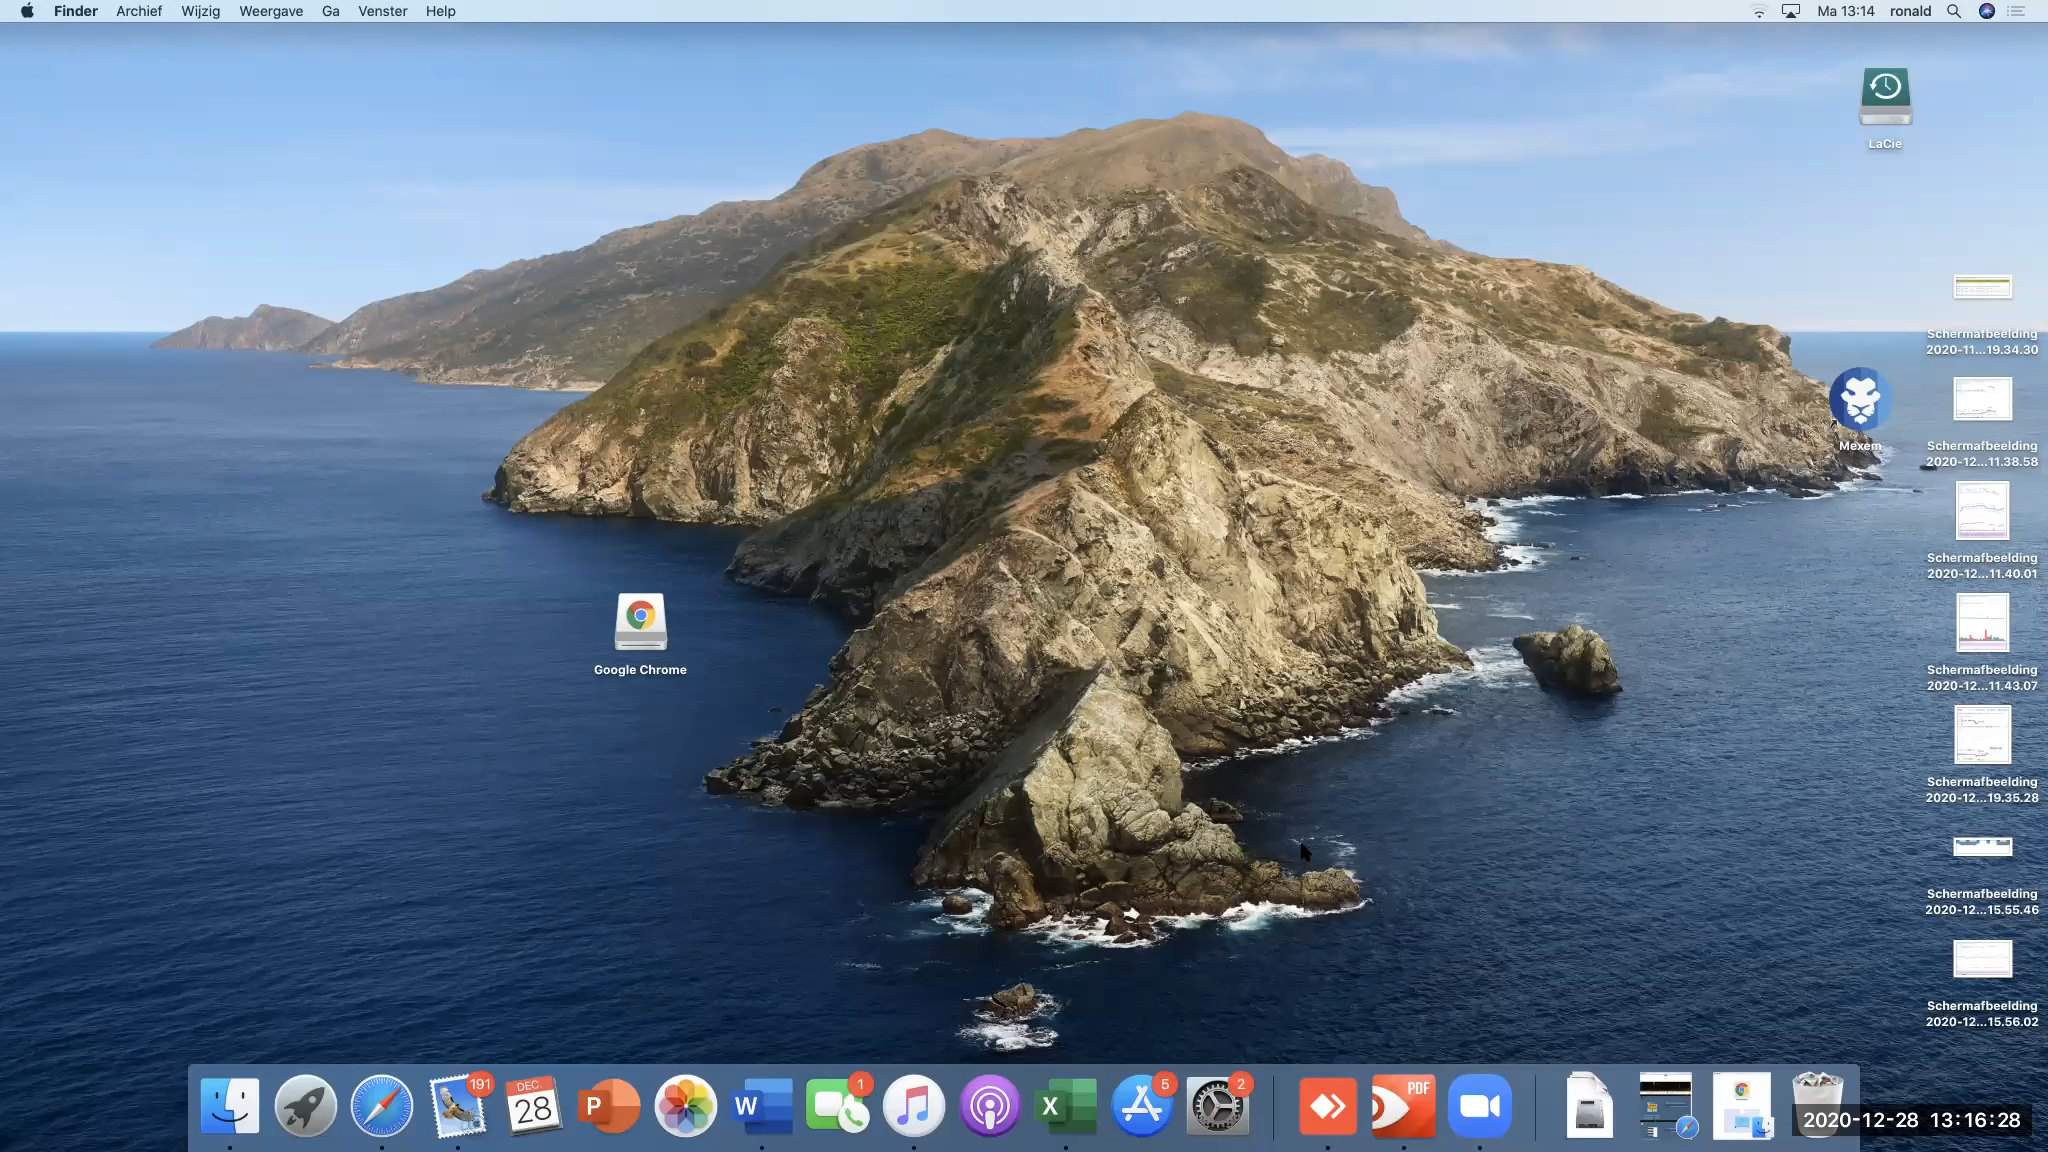 Finder Archief Wijzig Weergave Ga Venster Help Ma 13:14 ronald
LaCie
Schermafbeelding
2020-11...19.34.30
Mexem
Schermafbeelding
2020-12...11.38.58
Schermafbeelding
2020-12...11.40.01
Google Chrome
Schermafbeelding
2020-12...11.43.07
Schermafbeelding
2020-12...19.35.28
Schermafbeelding
2020-12...15.55.46
Schermafbeelding
2020-12...15.56.02
191 DEC. 28 P W 1 X 5 2 PDF
2020-12-28 13:16:28